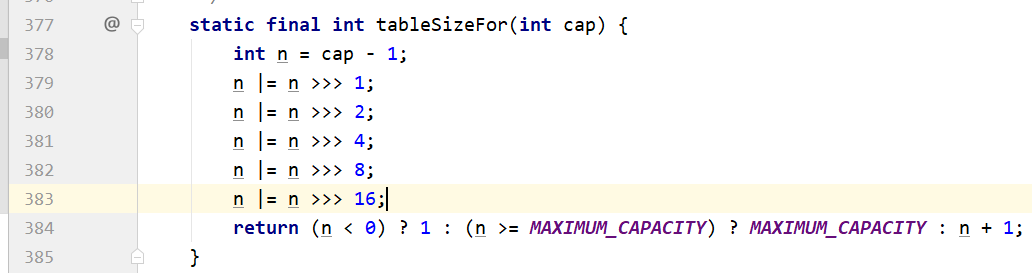 377 @ static final int tableSizeFor(int cap) {
378 int n = cap - 1;
379 n |= n >>> 1;
380 n |= n >>> 2;
381 n |= n >>> 4;
382 n |= n >>> 8;
383 n |= n >>> 16;
384 return (n < 0) ? 1 : (n >= MAXIMUM_CAPACITY) ? MAXIMUM_CAPACITY : n + 1;
385 }